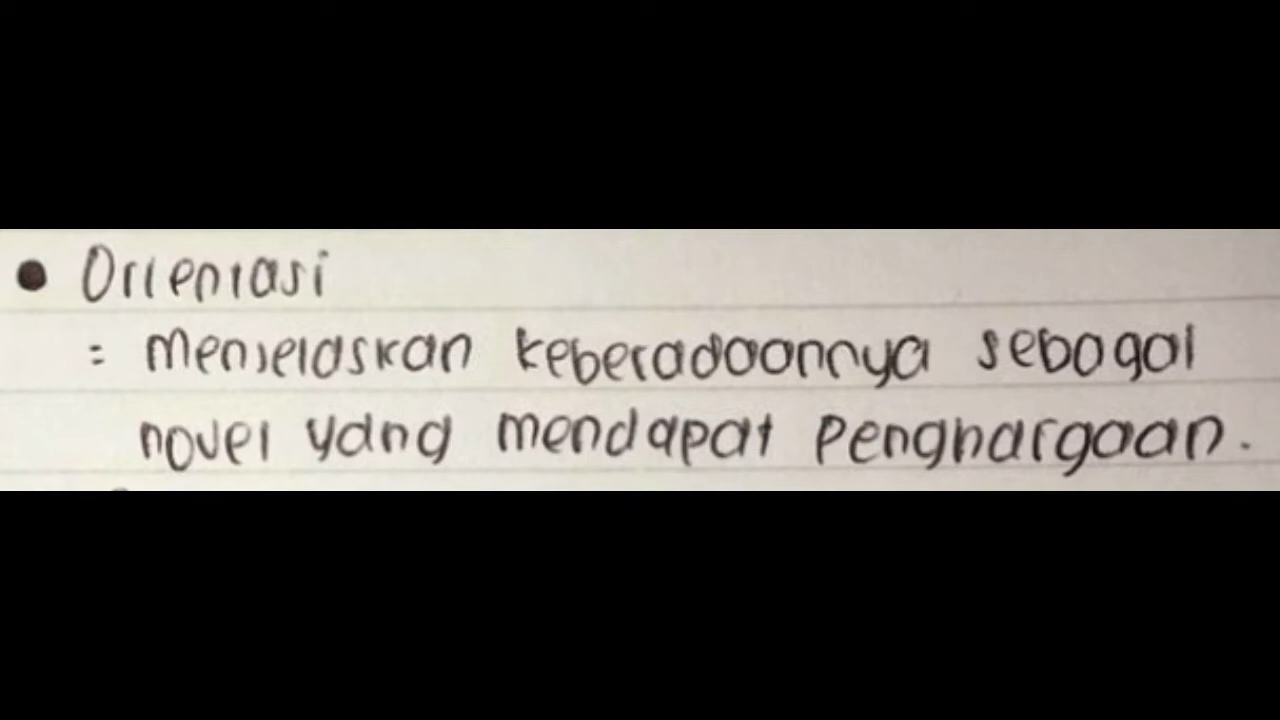 • Orientasi
= Menjelaskan keberadaannya sebagai
novel yang mendapat Penghargaan.